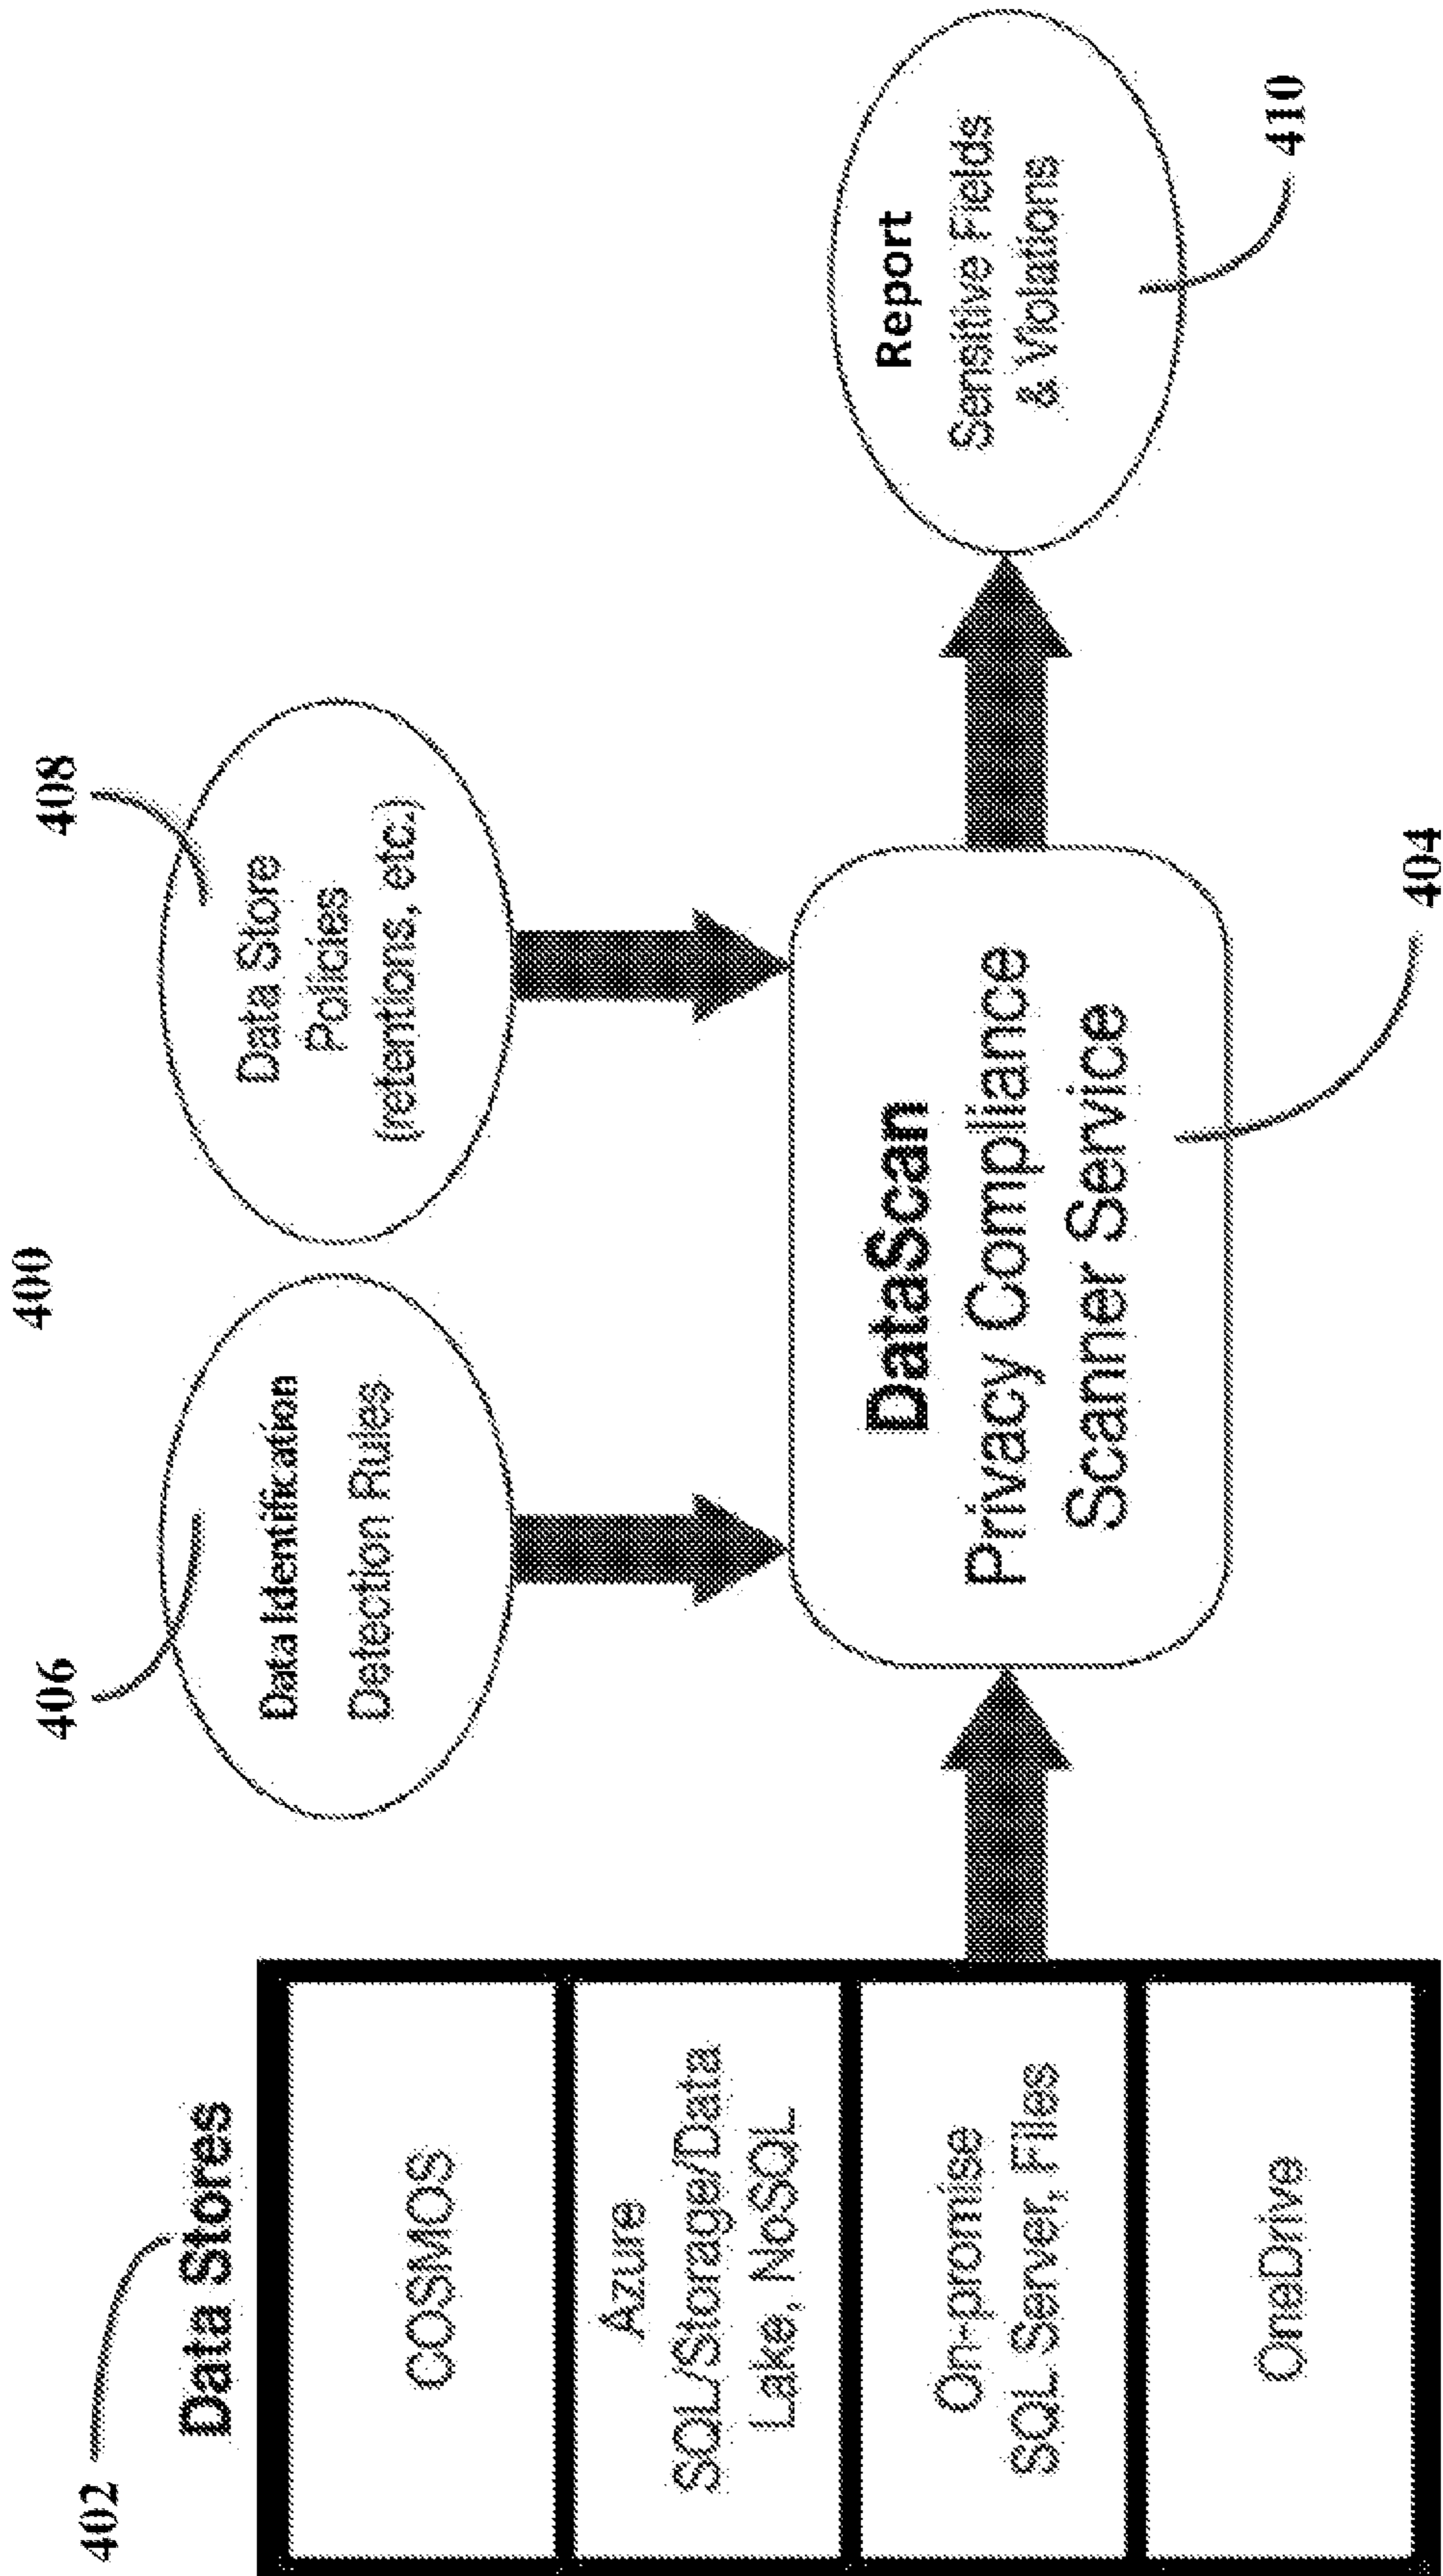 400
402
Data Stores
COSMOS
Azure
SQL/Storage/Data
Lake, NoSQL
On-promise
SQL Server, Files
OneDrive
406
Data Identification
Detection Rules
408
Data Store
Policies
(retentions, etc.)
DataScan
Privacy Compliance
Scanner Service
404
Report
Sensitive Fields
& Violations
410